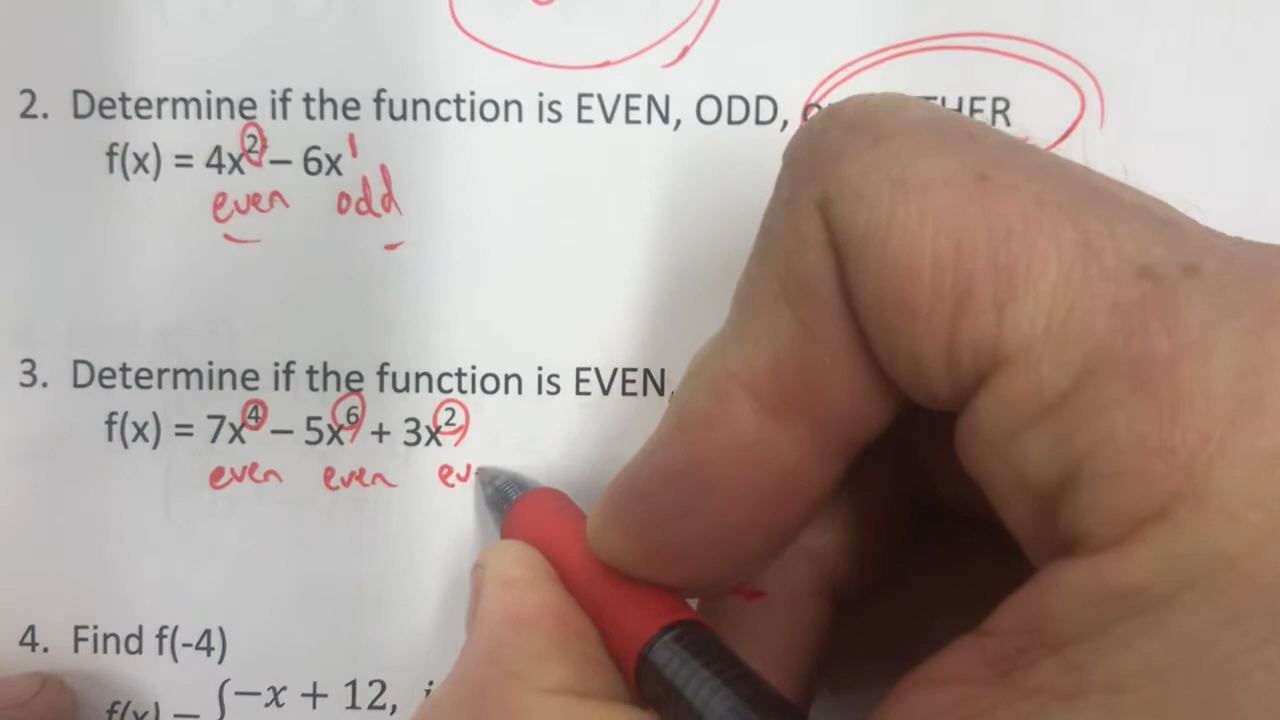 2. Determine if the function is EVEN, ODD,
f(x) = 4x² – 6x¹
even odd
3. Determine if the function is EVEN,
f(x) = 7x⁴ – 5x⁶ + 3x²
even even ev
4. Find f(-4)
f(x) = {−x + 12,